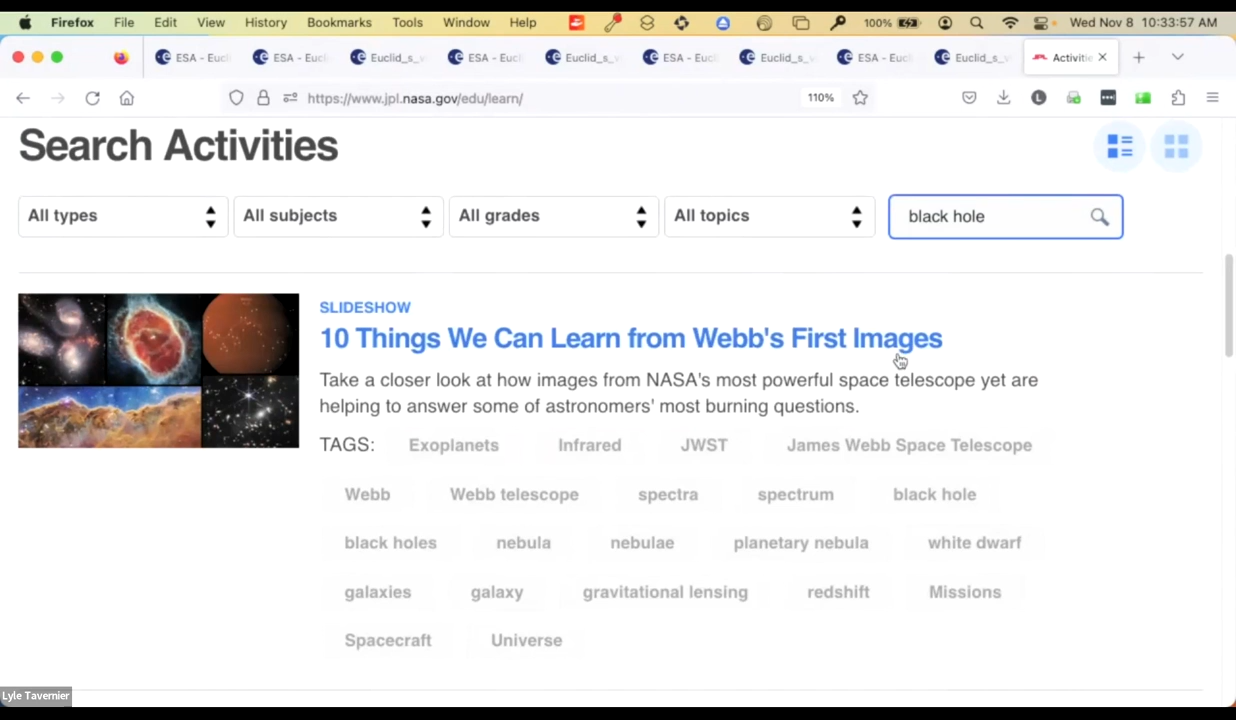 Firefox File Edit View History Bookmarks Tools Window Help 100% Wed Nov 8 10:33:57 AM
ESA - Eucl ESA - Eucli Euclid_s_v ESA - Eucli Euclid_s_v ESA - Eucl Euclid_s_v ESA - Eucl Euclid_s_v Activitie
https://www.jpl.nasa.gov/edu/learn/ 110% L
Search Activities
All types All subjects All grades All topics black hole
SLIDESHOW
10 Things We Can Learn from Webb's First Images
Take a closer look at how images from NASA's most powerful space telescope yet are
helping to answer some of astronomers' most burning questions.
TAGS: Exoplanets Infrared JWST James Webb Space Telescope
Webb Webb telescope spectra spectrum black hole
black holes nebula nebulae planetary nebula white dwarf
galaxies galaxy gravitational lensing redshift Missions
Spacecraft Universe
Lyle Tavernier